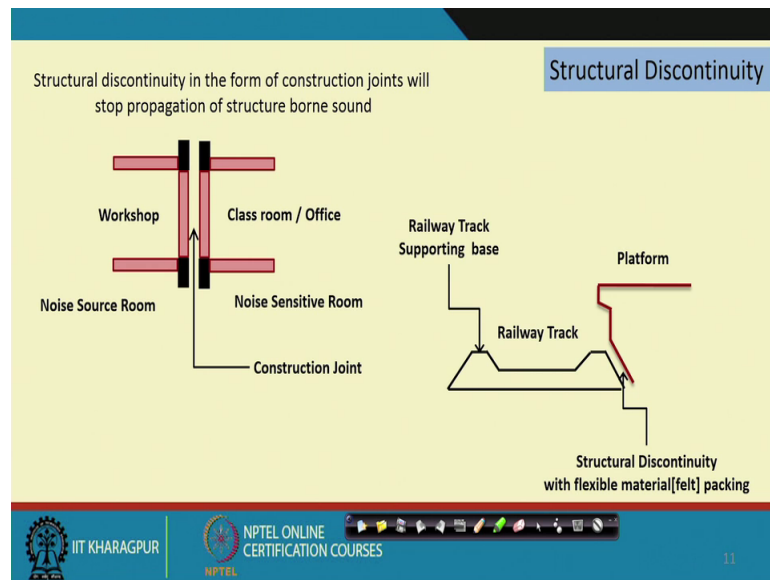 Structural Discontinuity
Structural discontinuity in the form of construction joints will
stop propagation of structure borne sound
Workshop
Class room / Office
Noise Source Room
Noise Sensitive Room
Construction Joint
Railway Track
Supporting base
Platform
Railway Track
Structural Discontinuity
with flexible material[felt] packing
IIT KHARAGPUR
NPTEL
NPTEL ONLINE
CERTIFICATION COURSES
11